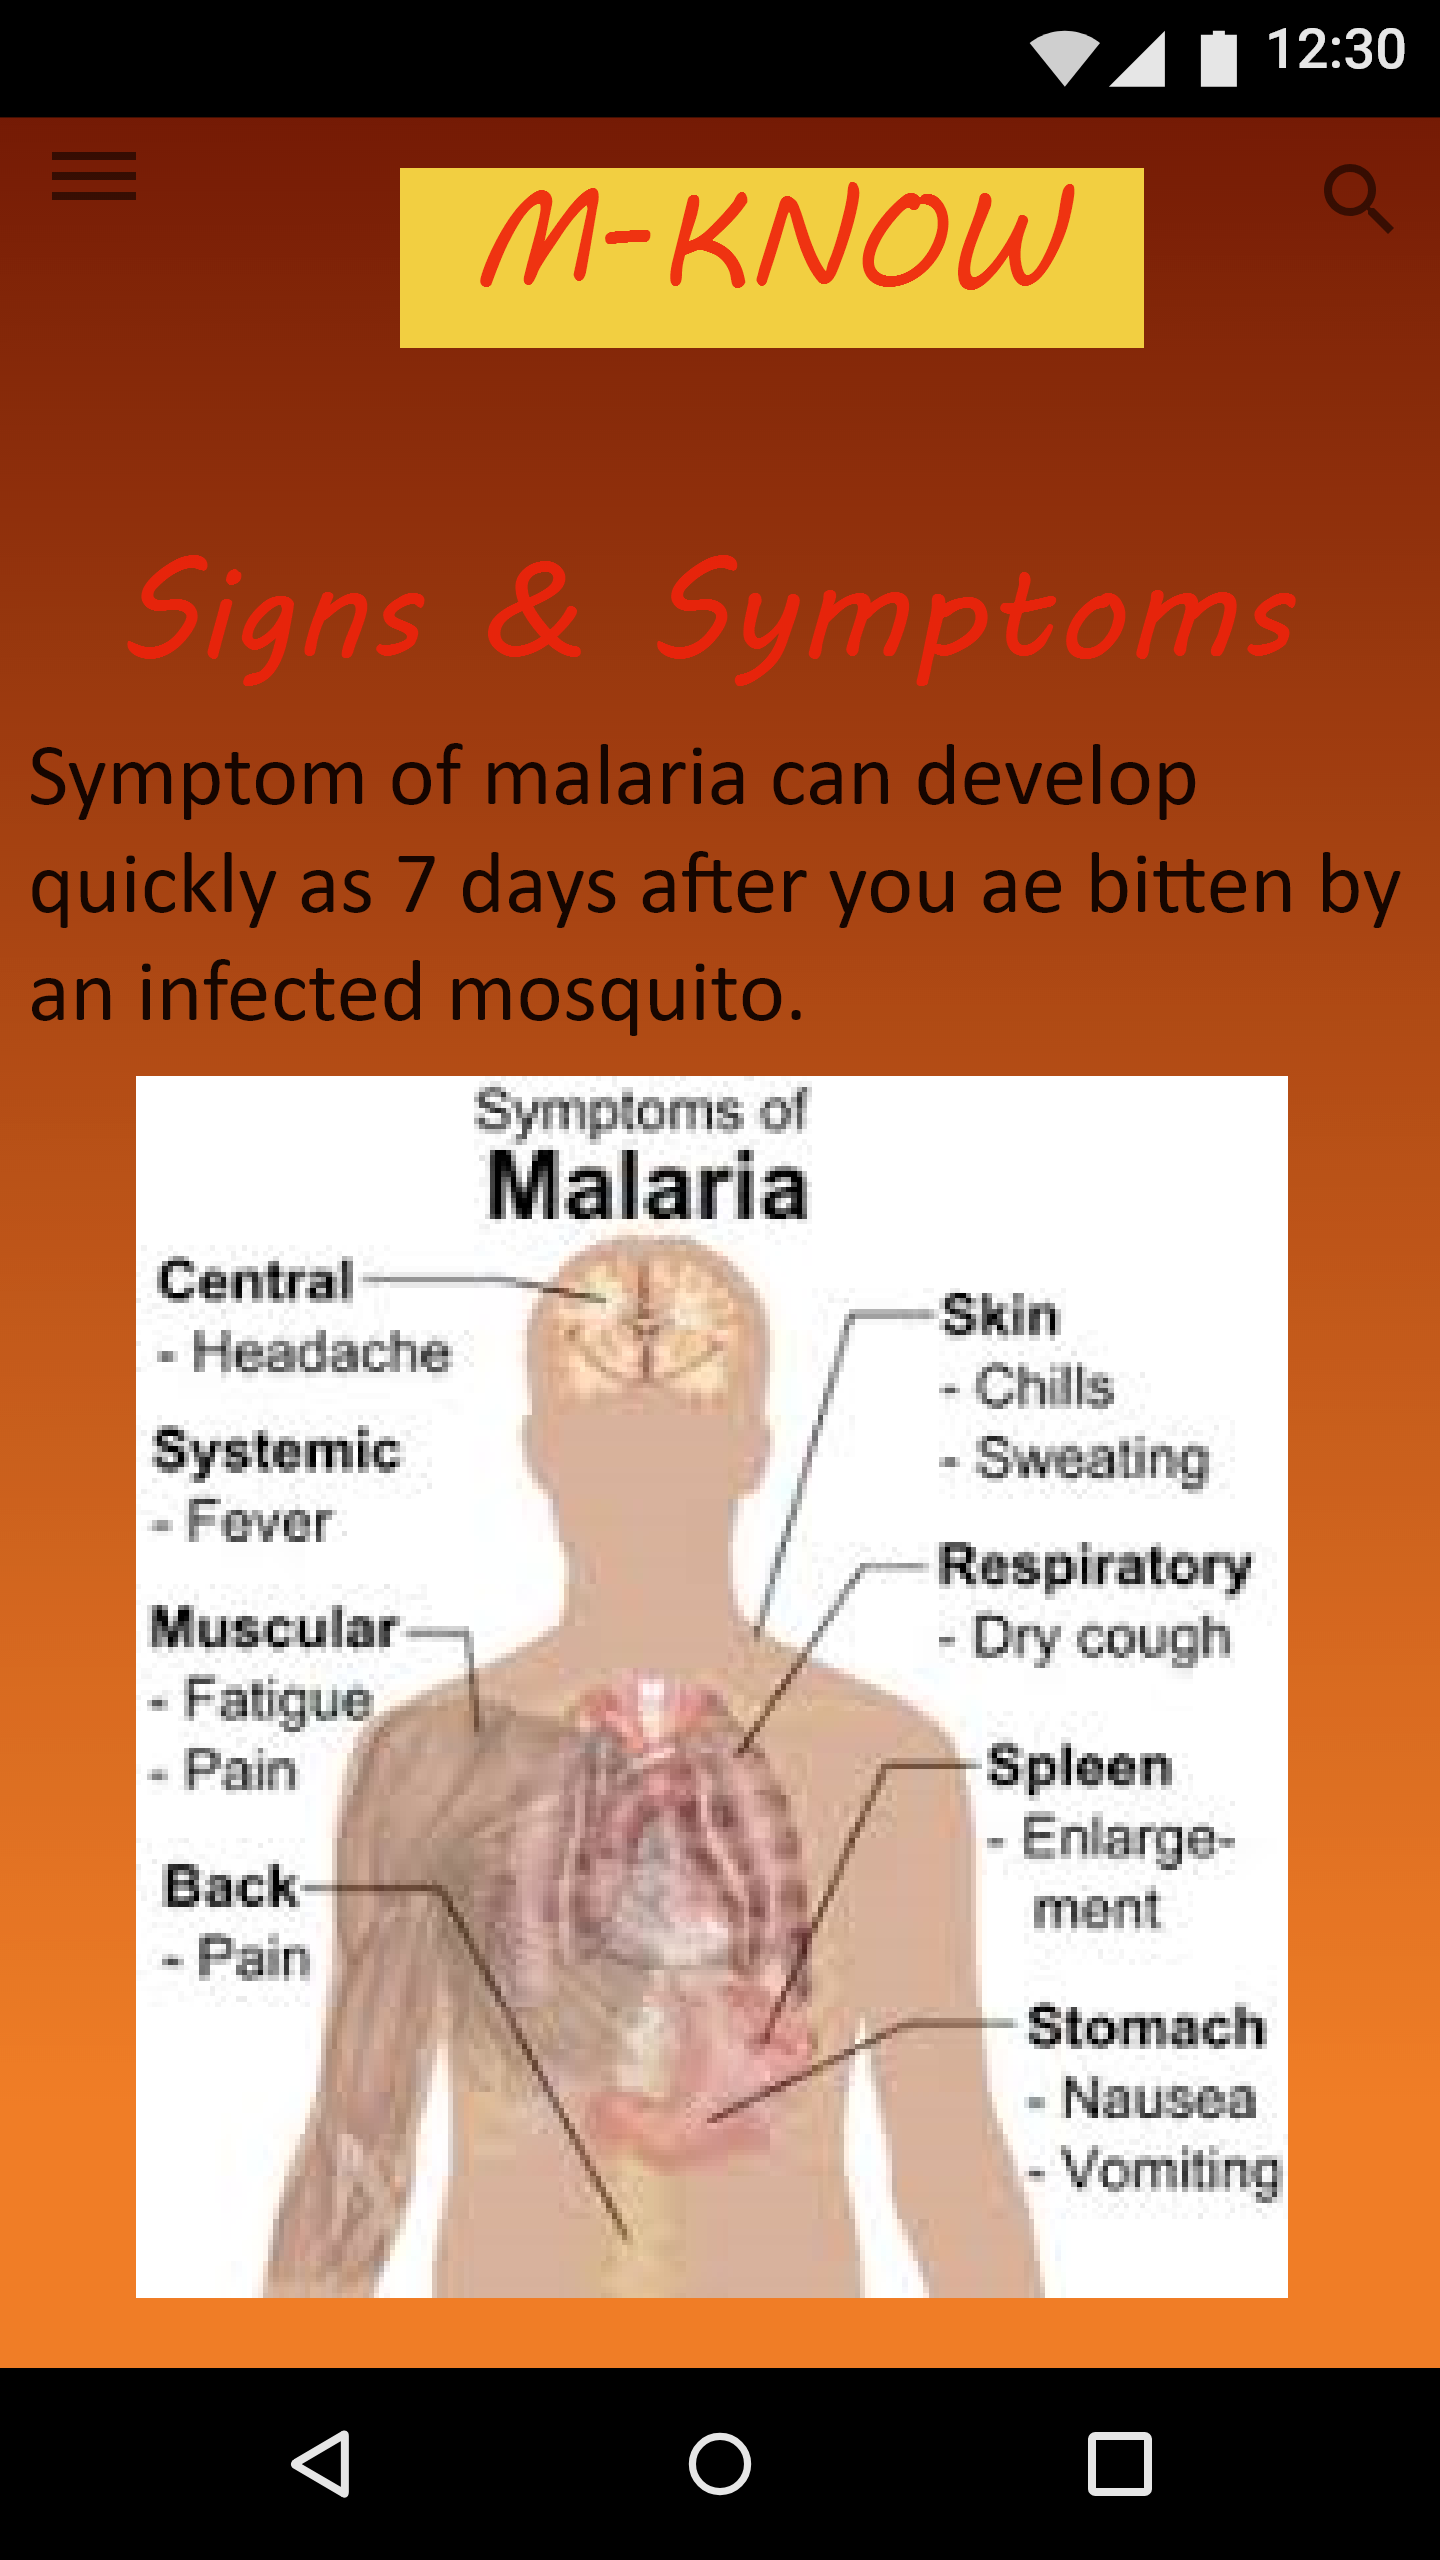 12:30
M-KNOW
Signs & Symptoms
Symptom of malaria can develop
quickly as 7 days after you ae bitten by
an infected mosquito.
Symptoms of
Malaria
Central
- Headache
Systemic
- Fever
Muscular
- Fatigue
- Pain
Back
- Pain
Skin
- Chills
- Sweating
Respiratory
- Dry cough
Spleen
- Enlarge-
ment
Stomach
- Nausea
- Vomiting